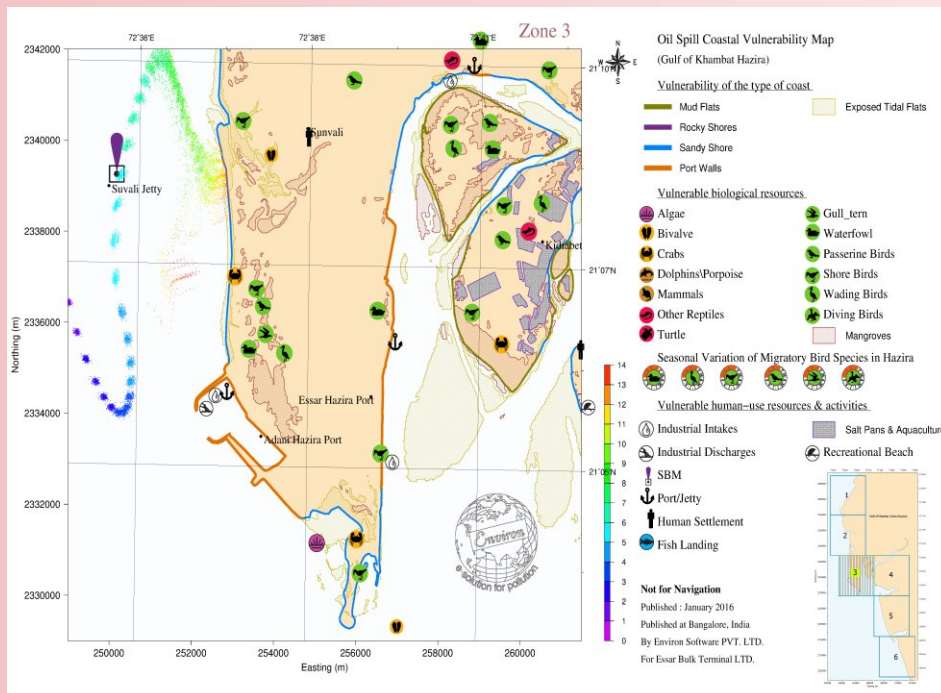 Zone 3
72°36'E
72°38'E
72°40'E
2342000
2340000
2338000
2336000
2334000
2332000
2330000
Northing (m)
250000
252000
254000
256000
258000
260000
Easting (m)
21°10'N
21°07'N
21°05'N
Sunvali
Suvali Jetty
Kidiabet
Essar Hazira Port
Adani Hazira Port
Environ
e solution for pollution
14
13
12
11
10
9
8
7
6
5
4
3
2
1
0
N
W
E
S
Oil Spill Coastal Vulnerability Map
(Gulf of Khambat Hazira)
Vulnerability of the type of coast
Mud Flats
Exposed Tidal Flats
Rocky Shores
Sandy Shore
Port Walls
Vulnerable biological resources
Algae
Gull_tern
Bivalve
Waterfowl
Crabs
Passerine Birds
Dolphins\Porpoise
Shore Birds
Mammals
Wading Birds
Other Reptiles
Diving Birds
Turtle
Mangroves
Seasonal Variation of Migratory Bird Species in Hazira
Vulnerable human-use resources & activities
Industrial Intakes
Salt Pans & Aquaculture
Industrial Discharges
Recreational Beach
SBM
Port/Jetty
Human Settlement
Fish Landing
1
2
3
4
5
6
Not for Navigation
Published : January 2016
Published at Bangalore, India
By Environ Software PVT. LTD.
For Essar Bulk Terminal LTD.